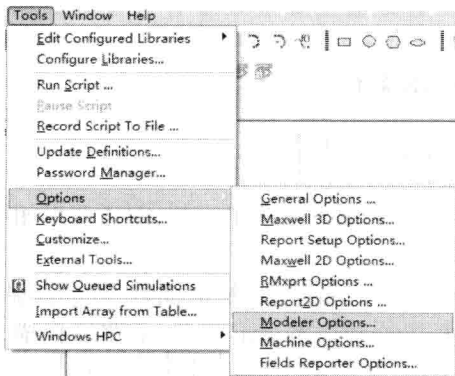 Tools Window Help
Edit Configured Libraries
Configure Libraries...
Run Script ...
Pause Script
Record Script To File ...
Update Definitions...
Password Manager...
Options
Keyboard Shortcuts...
Customize...
External Tools...
Show Queued Simulations
Import Array from Table...
Windows HPC
General Options ...
Maxwell 3D Options...
Report Setup Options...
Maxwell 2D Options...
RMxprt Options ...
Report2D Options ...
Modeler Options...
Machine Options...
Fields Reporter Options...